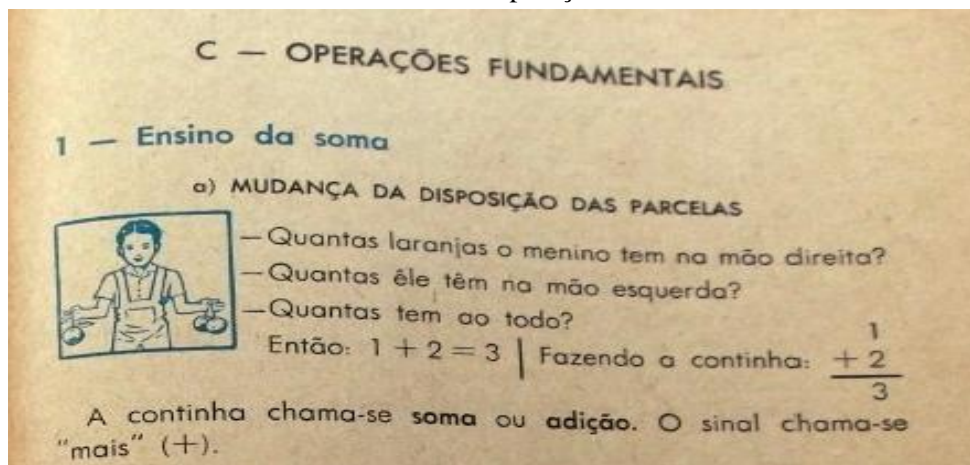 C — OPERAÇÕES FUNDAMENTAIS
1 — Ensino da soma
a) MUDANÇA DA DISPOSIÇÃO DAS PARCELAS
—Quantas laranjas o menino tem na mão direita?
—Quantas êle têm na mão esquerda?
—Quantas tem ao todo?
Então: 1 + 2 = 3 | Fazendo a continha:
1
+ 2
3
A continha chama-se soma ou adição. O sinal chama-se
"mais" (+).